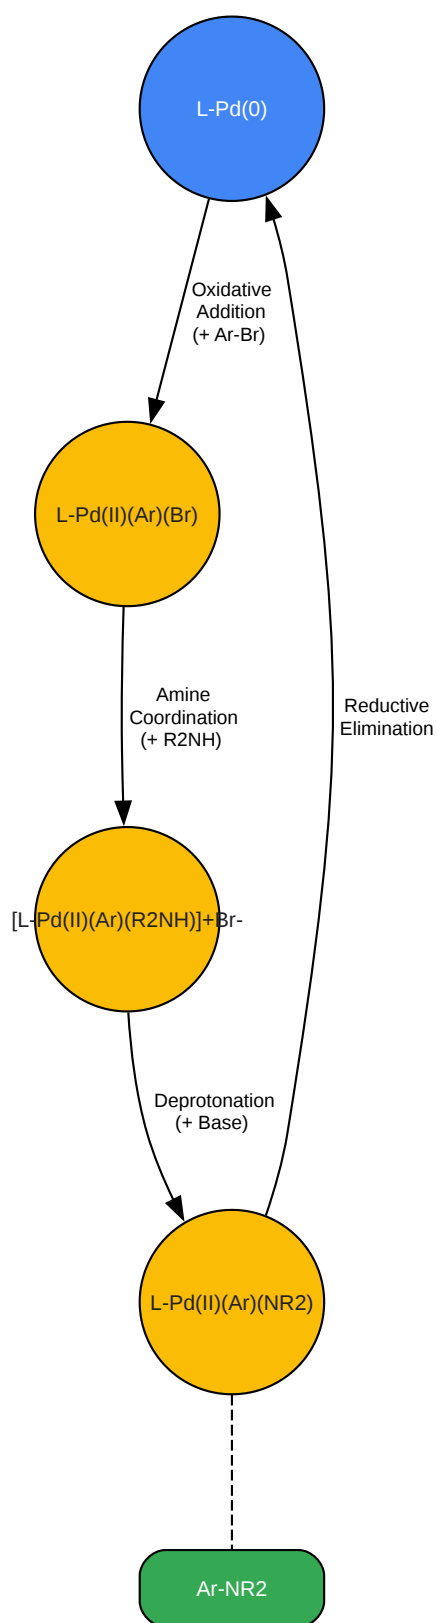 L-Pd(0)
Oxidative
Addition
(+ Ar-Br)
L-Pd(II)(Ar)(Br)
Amine
Coordination
(+ R2NH)
Reductive
Elimination
[L-Pd(II)(Ar)(R2NH)]+Br-
Deprotonation
(+ Base)
L-Pd(II)(Ar)(NR2)
Ar-NR2